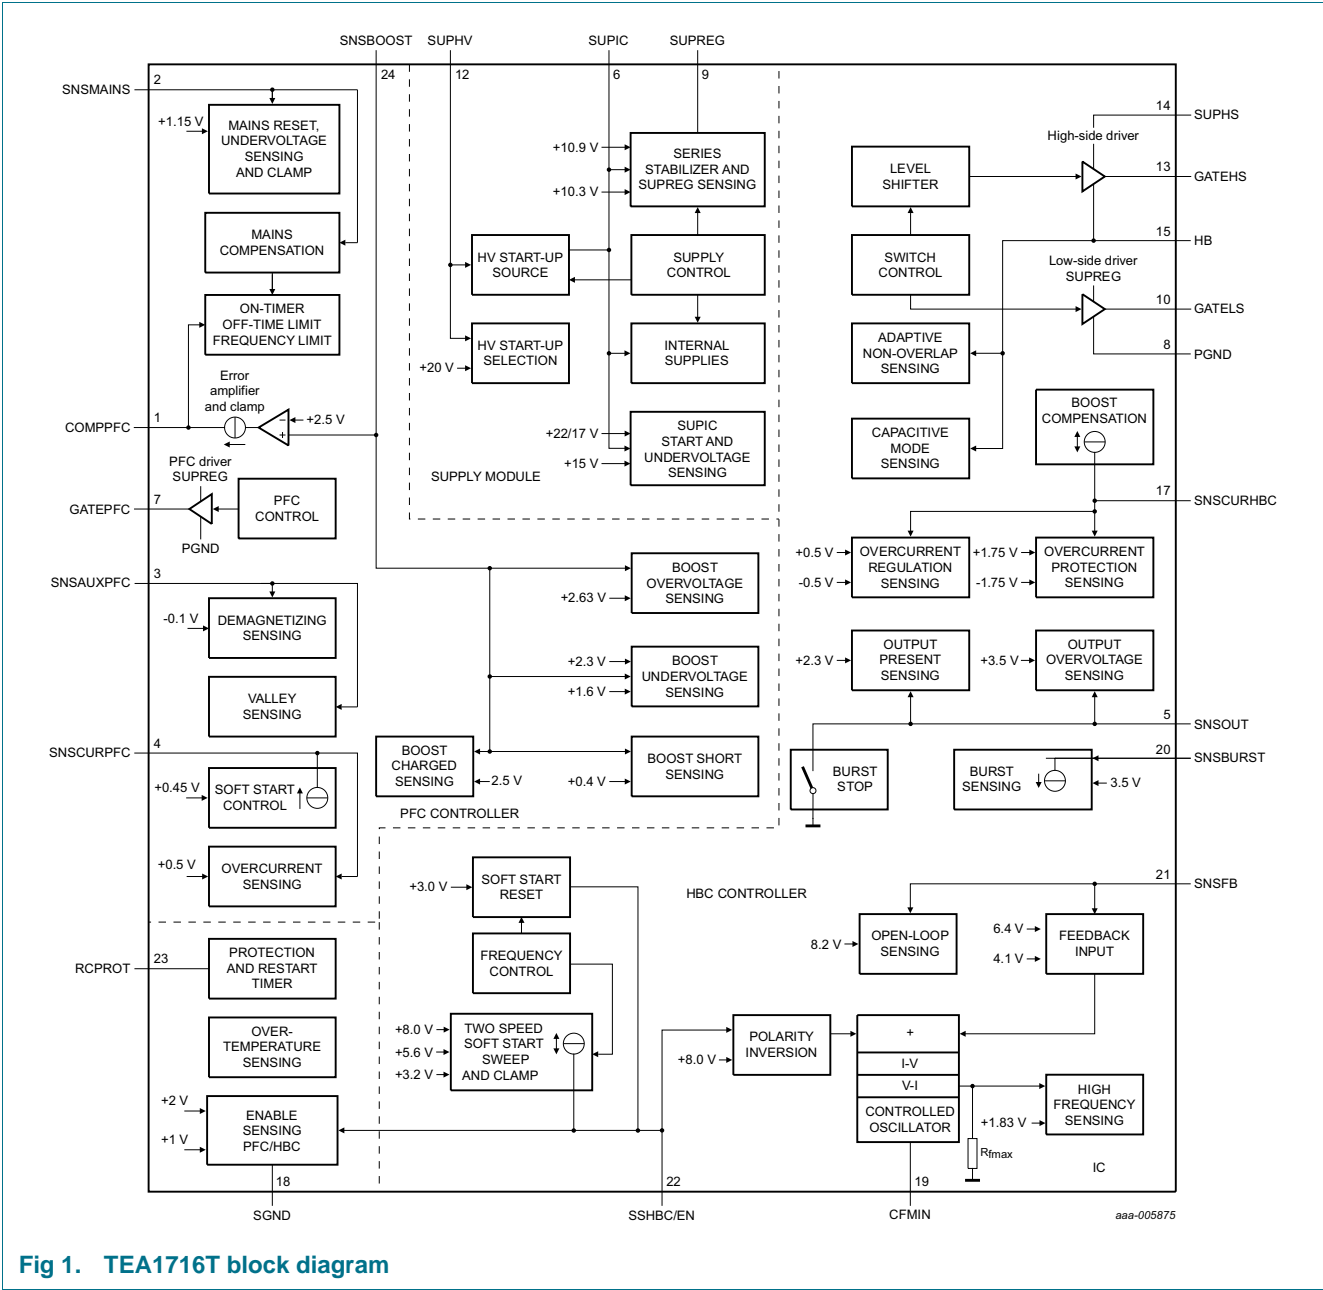 SNSBOOST SUPHV SUPIC SUPREG
24 12 6 9
2
SNSMAINS
+1.15 V
MAINS RESET,
UNDERVOLTAGE
SENSING
AND CLAMP
MAINS
COMPENSATION
ON-TIMER
OFF-TIME LIMIT
FREQUENCY LIMIT
Error
amplifier
and clamp
+2.5 V
−
+
1
COMPPFC
PFC driver
SUPREG
7
GATEPFC
PFC
CONTROL
PGND
3
SNSAUXPFC
-0.1 V
DEMAGNETIZING
SENSING
VALLEY
SENSING
4
SNSCURPFC
+0.45 V
SOFT START
CONTROL
+0.5 V
OVERCURRENT
SENSING
23
RCPROT
PROTECTION
AND RESTART
TIMER
OVER-
TEMPERATURE
SENSING
+2 V
+1 V
ENABLE
SENSING
PFC/HBC
18
SGND
+10.9 V
+10.3 V
SERIES
STABILIZER AND
SUPREG SENSING
HV START-UP
SOURCE
SUPPLY
CONTROL
HV START-UP
SELECTION
+20 V
INTERNAL
SUPPLIES
+22/17 V
+15 V
SUPIC
START AND
UNDERVOLTAGE
SENSING
SUPPLY MODULE
BOOST
OVERVOLTAGE
SENSING
+2.63 V
+2.3 V
+1.6 V
BOOST
UNDERVOLTAGE
SENSING
BOOST
CHARGED
SENSING
2.5 V
BOOST SHORT
SENSING
+0.4 V
PFC CONTROLLER
+3.0 V
SOFT START
RESET
FREQUENCY
CONTROL
+8.0 V
+5.6 V
+3.2 V
TWO SPEED
SOFT START
SWEEP
AND CLAMP
22
SSHBC/EN
HBC CONTROLLER
High-side driver
14
SUPHS
LEVEL
SHIFTER
13
GATEHS
15
HB
SWITCH
CONTROL
Low-side driver
SUPREG
10
GATELS
8
PGND
ADAPTIVE
NON-OVERLAP
SENSING
CAPACITIVE
MODE
SENSING
BOOST
COMPENSATION
17
SNSCURHBC
+0.5 V
-0.5 V
OVERCURRENT
REGULATION
SENSING
+1.75 V
-1.75 V
OVERCURRENT
PROTECTION
SENSING
+2.3 V
OUTPUT
PRESENT
SENSING
+3.5 V
OUTPUT
OVERVOLTAGE
SENSING
5
SNSOUT
BURST
STOP
20
SNSBURST
BURST
SENSING
3.5 V
21
SNSFB
8.2 V
OPEN-LOOP
SENSING
6.4 V
4.1 V
FEEDBACK
INPUT
POLARITY
INVERSION
+8.0 V
+
I-V
V-I
CONTROLLED
OSCILLATOR
HIGH
FREQUENCY
SENSING
+1.83 V
Rfmax
19
CFMIN
IC
aaa-005875
Fig 1. TEA1716T block diagram